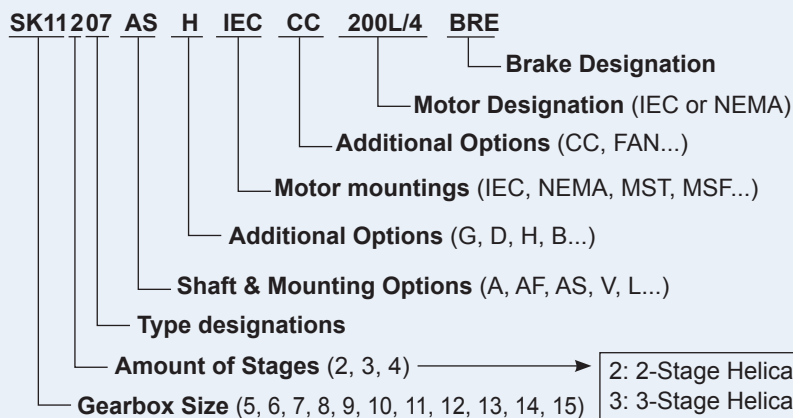 SK11207 AS H IEC CC 200L/4 BRE
Brake Designation
Motor Designation (IEC or NEMA)
Additional Options (CC, FAN...)
Motor mountings (IEC, NEMA, MST, MSF...)
Additional Options (G, D, H, B...)
Shaft & Mounting Options (A, AF, AS, V, L...)
Type designations
Amount of Stages (2, 3, 4)
Gearbox Size (5, 6, 7, 8, 9, 10, 11, 12, 13, 14, 15)
2: 2-Stage Helica
3: 3-Stage Helica